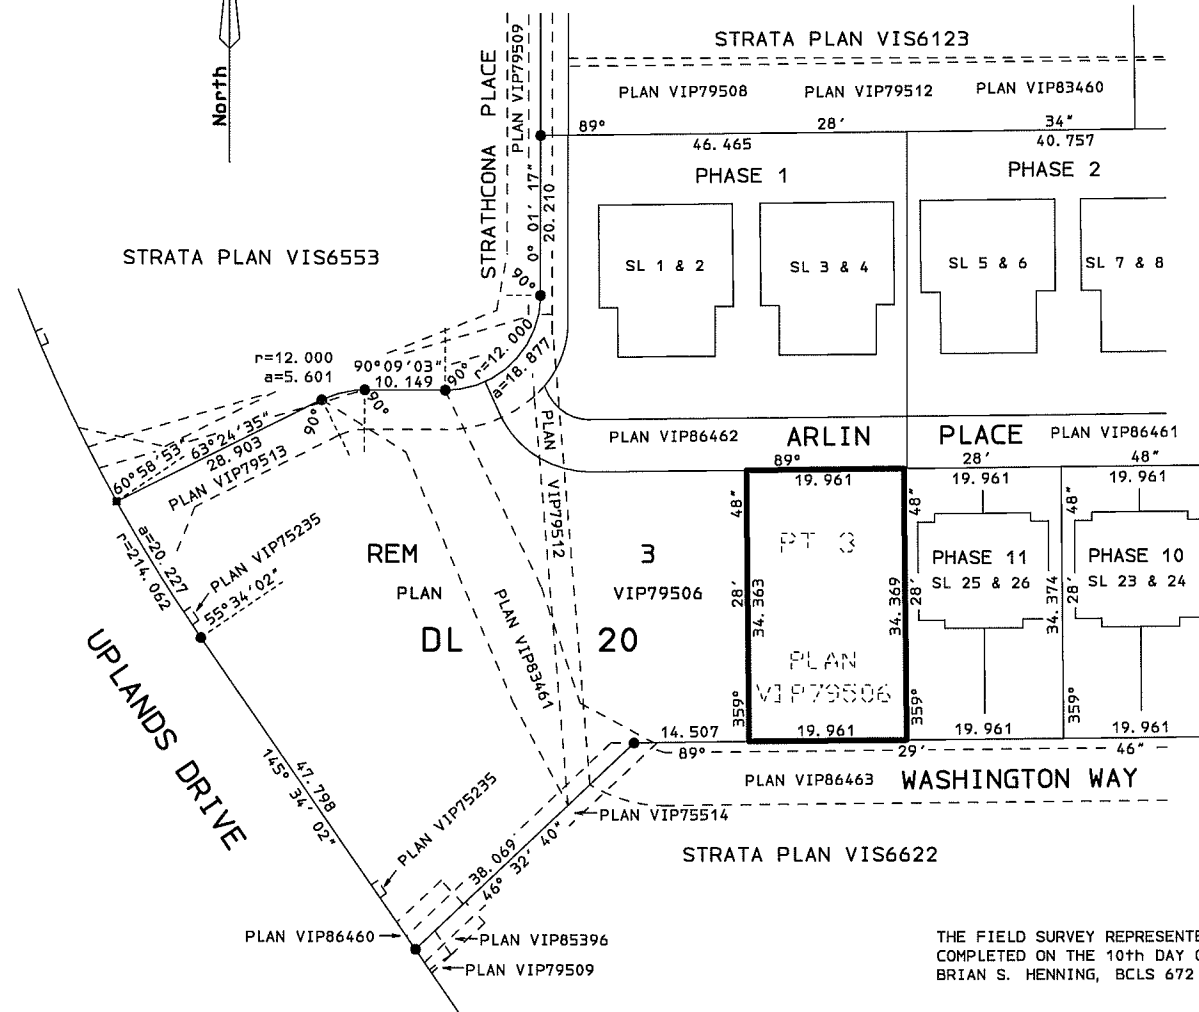 North
STRATHCONA PLACE
PLAN VIP79509
STRATA PLAN VIS6123
PLAN VIP79508 PLAN VIP79512 PLAN VIP83460
89° 28' 34"
46.465 40.757
PHASE 1 PHASE 2
0° 01' 17"
20.210
90°
STRATA PLAN VIS6553
SL 1 & 2 SL 3 & 4 SL 5 & 6 SL 7 & 8
r=12.000
a=5.601
90°09'03"
10.149
90°
90°
90°
r=12.000
a=18.877
63°24'35"
60°58'53"
28.903
PLAN VIP79513
PLAN VIP79512
PLAN VIP86462 ARLIN PLACE PLAN VIP86461
89° 28' 48"
19.961 19.961 19.961
a=20.227
r=214.062
PLAN VIP75235
55°34'02"
REM 3
PLAN VIP79506
DL 20
PLAN VIP83461
48"
28'
359°
34.363
PT 3
PLAN
VIP79506
34.369
48"
28'
359°
PHASE 11
SL 25 & 26
34.374
48"
28'
359°
PHASE 10
SL 23 & 24
14.507 19.961 19.961 19.961
89° 29' 46"
UPLANDS DRIVE
47.798
145° 34' 02"
PLAN VIP75235
PLAN VIP86463 WASHINGTON WAY
PLAN VIP75514
38.069
46° 32' 40"
STRATA PLAN VIS6622
PLAN VIP86460
PLAN VIP85396
PLAN VIP79509
THE FIELD SURVEY REPRESENTE
COMPLETED ON THE 10th DAY
BRIAN S. HENNING, BCLS 672